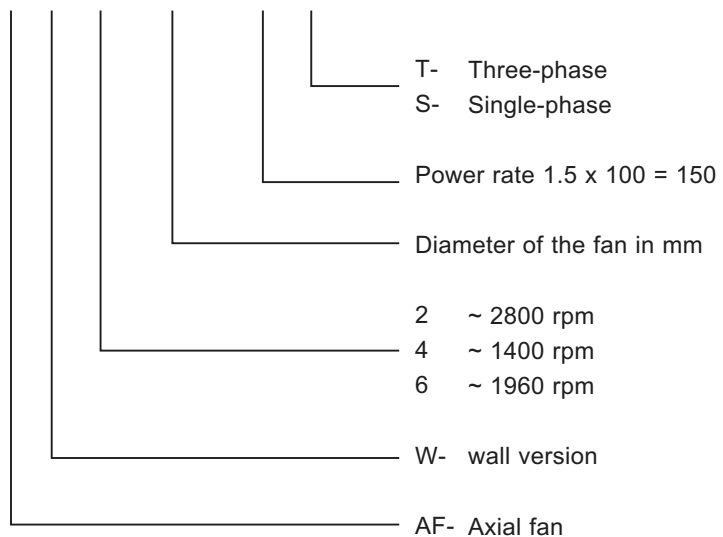 T- Three-phase
S- Single-phase
Power rate 1.5 x 100 = 150
Diameter of the fan in mm
2 ~ 2800 rpm
4 ~ 1400 rpm
6 ~ 1960 rpm
W- wall version
AF- Axial fan